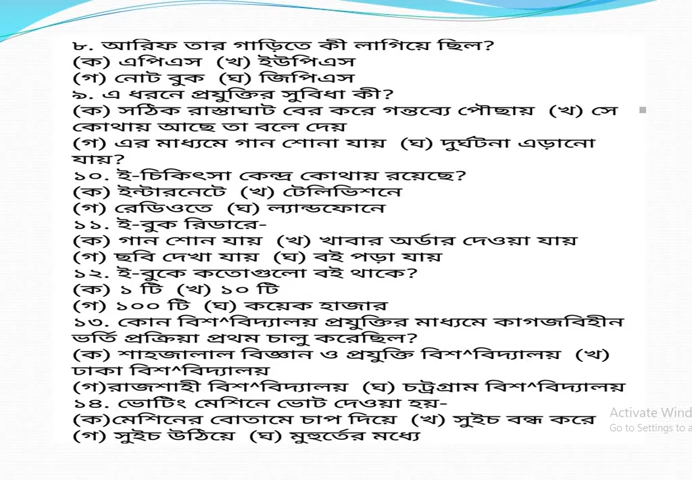 ৮. আরিফ তার গাড়িতে কী লাগিয়ে ছিল?
(ক) এপিএস (খ) ইউপিএস
(গ) নোট বুক (ঘ) জিপিএস
৯. এ ধরনে প্রযুক্তির সুবিধা কী?
(ক) সঠিক রাস্তাঘাট বের করে গন্তব্যে পৌছায় (খ) সে
কোথায় আছে তা বলে দেয়
(গ) এর মাধ্যমে গান শোনা যায় (ঘ) দুর্ঘটনা এড়ানো
যায়?
১০. ই-চিকিৎসা কেন্দ্র কোথায় রয়েছে?
(ক) ইন্টারনেটে (খ) টেলিভিশনে
(গ) রেডিওতে (ঘ) ল্যান্ডফোনে
১১. ই-বুক রিডারে-
(ক) গান শোন যায় (খ) খাবার অর্ডার দেওয়া যায়
(গ) ছবি দেখা যায় (ঘ) বই পড়া যায়
১২. ই-বুকে কতোগুলো বই থাকে?
(ক) ১ টি (খ) ১০ টি
(গ) ১০০ টি (ঘ) কয়েক হাজার
১৩. কোন বিশ^বিদ্যালয় প্রযুক্তির মাধ্যমে কাগজবিহীন
ভর্তি প্রক্রিয়া প্রথম চালু করেছিল?
(ক) শাহজালাল বিজ্ঞান ও প্রযুক্তি বিশ^বিদ্যালয় (খ)
ঢাকা বিশ^বিদ্যালয়
(গ)রাজশাহী বিশ^বিদ্যালয় (ঘ) চট্রগ্রাম বিশ^বিদ্যালয়
১৪. ভোটিং মেশিনে ভোট দেওয়া হয়-
(ক)মেশিনের বোতামে চাপ দিয়ে (খ) সুইচ বন্ধ করে
(গ) সুইচ উঠিয়ে (ঘ) মুহুর্তের মধ্যে
Activate Wind
Go to Settings to a